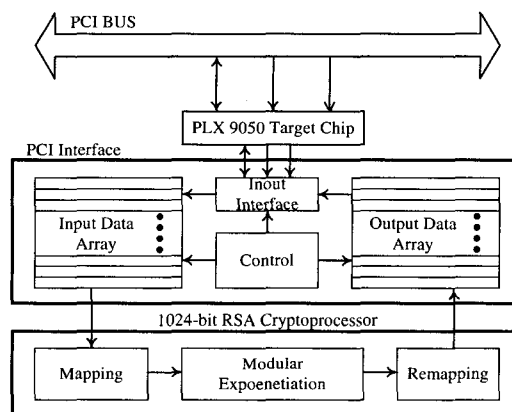 PCI BUS
PLX 9050 Target Chip
PCI Interface
Inout
Interface
Input Data
Array
Output Data
Array
Control
1024-bit RSA Cryptoprocessor
Mapping
Modular
Expoenetiation
Remapping